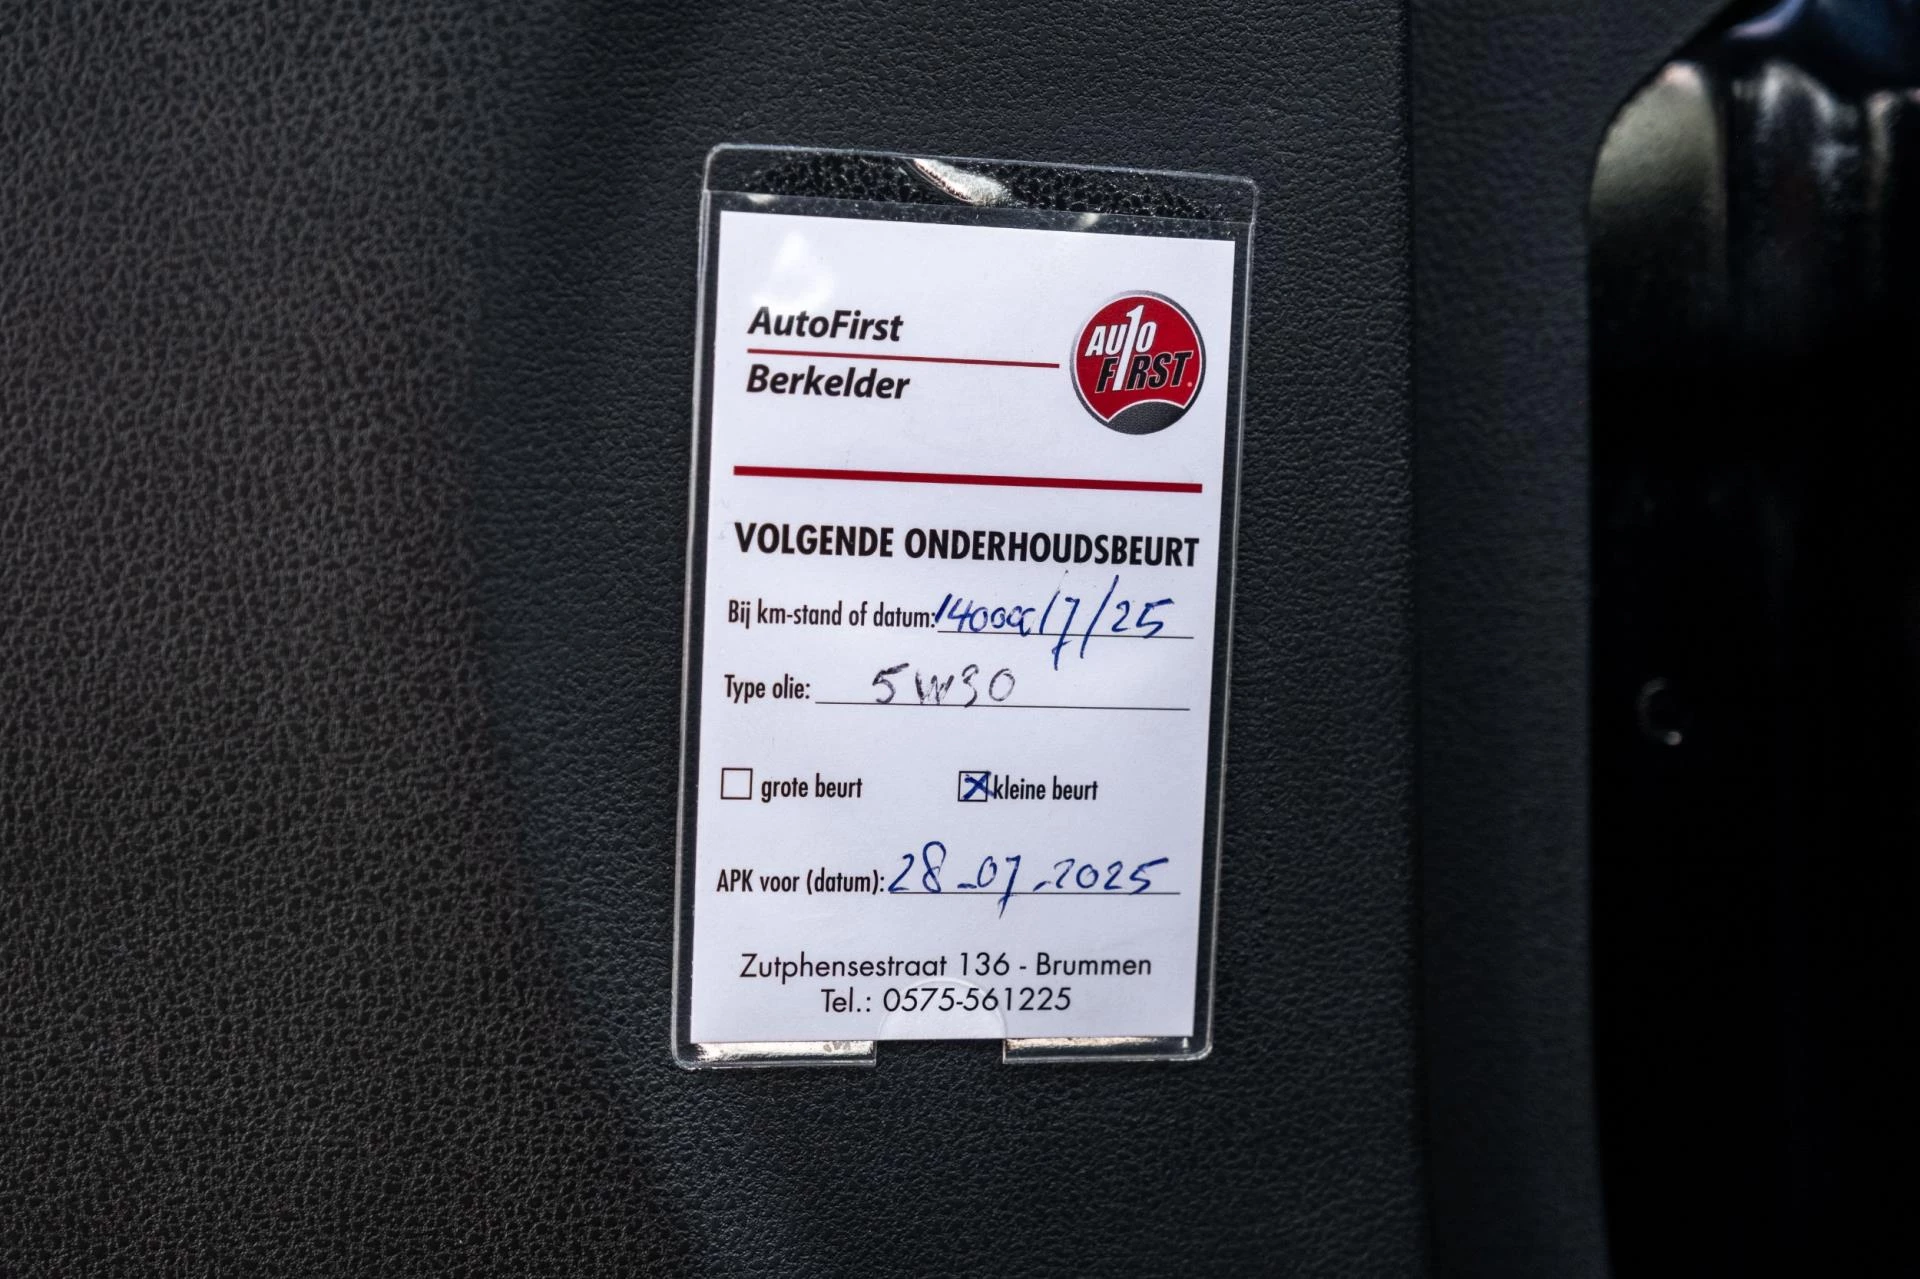 AutoFirst
Berkelder
AUTO
FIRST
VOLGENDE ONDERHOUDSBEURT
Bij km-stand of datum: 140000/7/25
Type olie: 5W30
grote beurt
kleine beurt
APK voor (datum): 28-07-2025
Zutphensestraat 136 - Brummen
Tel.: 0575-561225